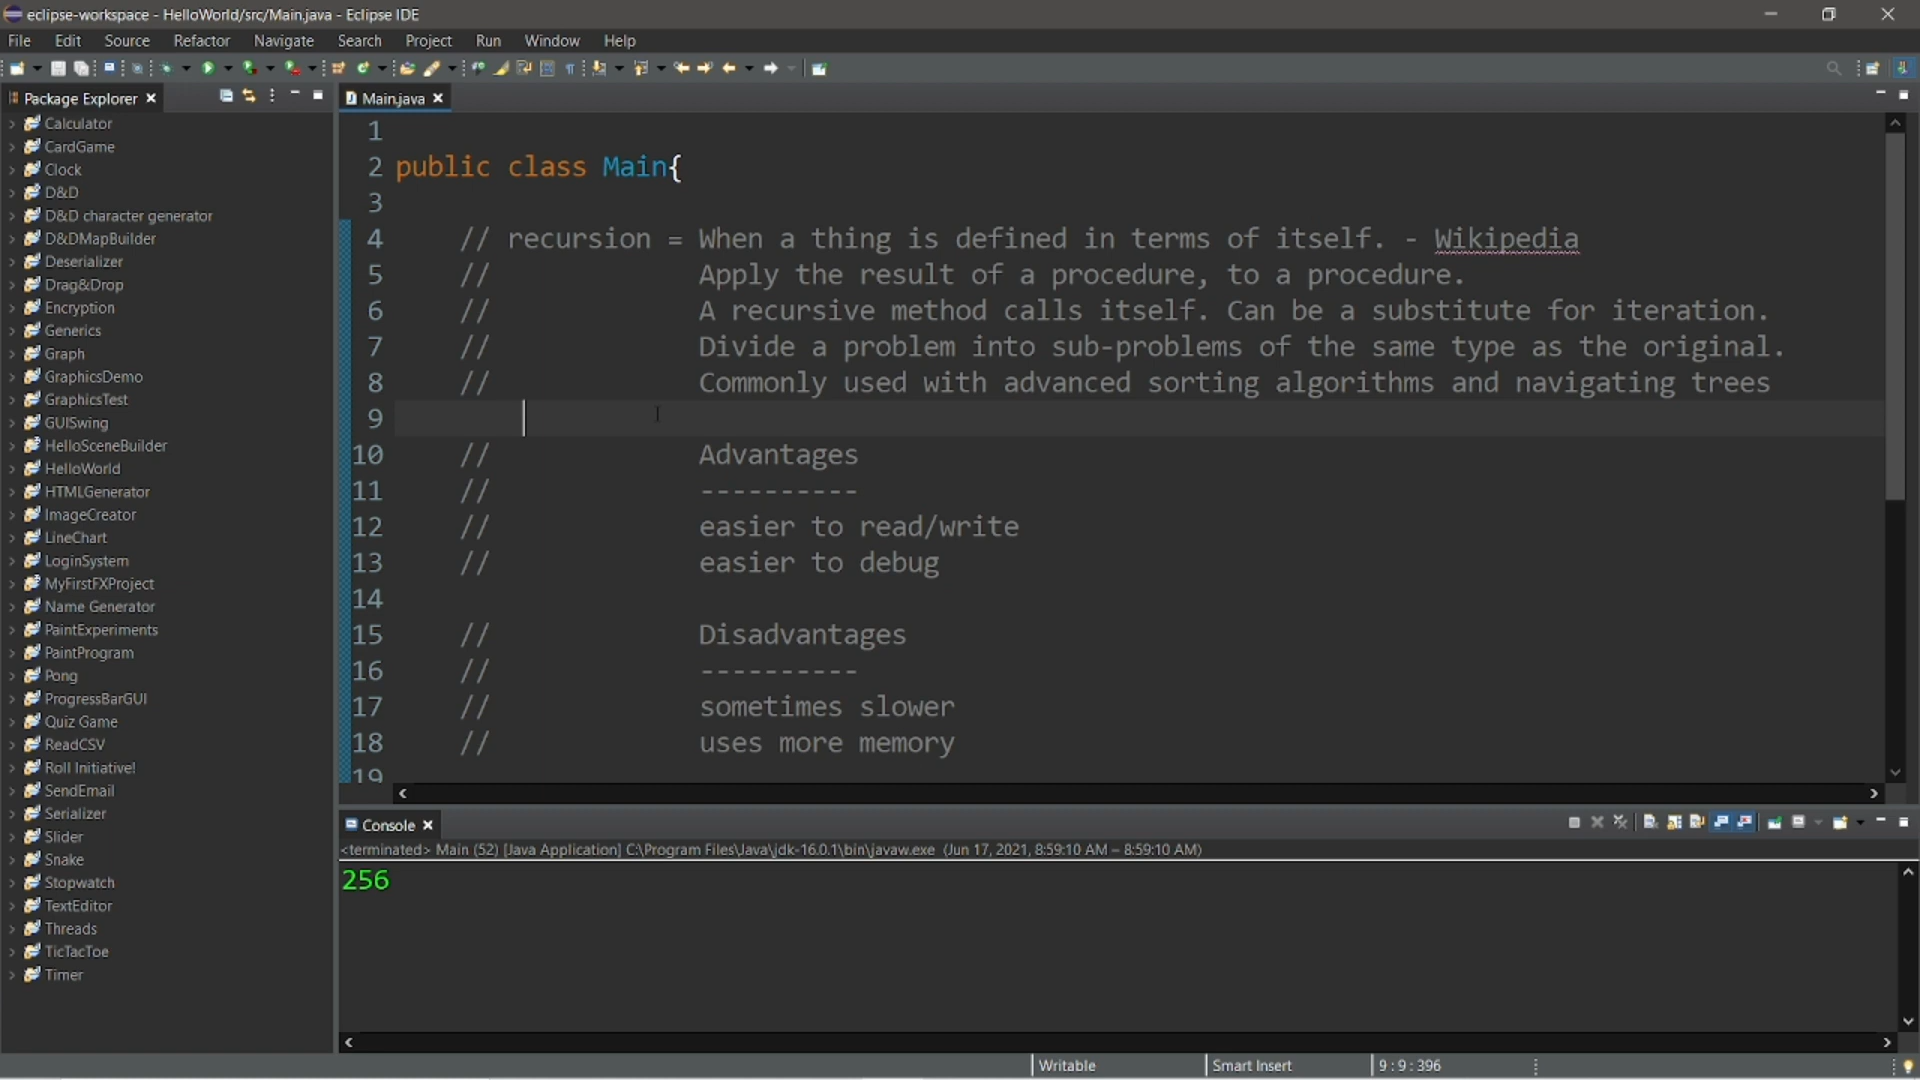 eclipse-workspace - HelloWorld/src/Main.java - Eclipse IDE
File Edit Source Refactor Navigate Search Project Run Window Help
Package Explorer
Calculator
CardGame
Clock
D&D
D&D character generator
D&DMapBuilder
Deserializer
Drag&Drop
Encryption
Generics
Graph
GraphicsDemo
GraphicsTest
GUISwing
HelloSceneBuilder
HelloWorld
HTMLGenerator
ImageCreator
LineChart
LoginSystem
MyFirstFXProject
Name Generator
PaintExperiments
PaintProgram
Pong
ProgressBarGUI
Quiz Game
ReadCSV
Roll Initiative!
SendEmail
Serializer
Slider
Snake
Stopwatch
TextEditor
Threads
TicTacToe
Timer
Main.java
1
2 public class Main{
3
4 // recursion = When a thing is defined in terms of itself. - Wikipedia
5 // Apply the result of a procedure, to a procedure.
6 // A recursive method calls itself. Can be a substitute for iteration.
7 // Divide a problem into sub-problems of the same type as the original.
8 // Commonly used with advanced sorting algorithms and navigating trees
9
10 // Advantages
11 // ----------
12 // easier to read/write
13 // easier to debug
14
15 // Disadvantages
16 // ----------
17 // sometimes slower
18 // uses more memory
19
Console
<terminated> Main (52) [Java Application] C:\Program Files\Java\jdk-16.0.1\bin\javaw.exe (Jun 17, 2021, 8:59:10 AM – 8:59:10 AM)
256
Writable Smart Insert 9 : 9 : 396